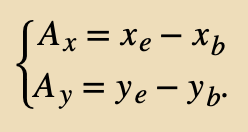 A_x = x_e − x_b
A_y = y_e − y_b.